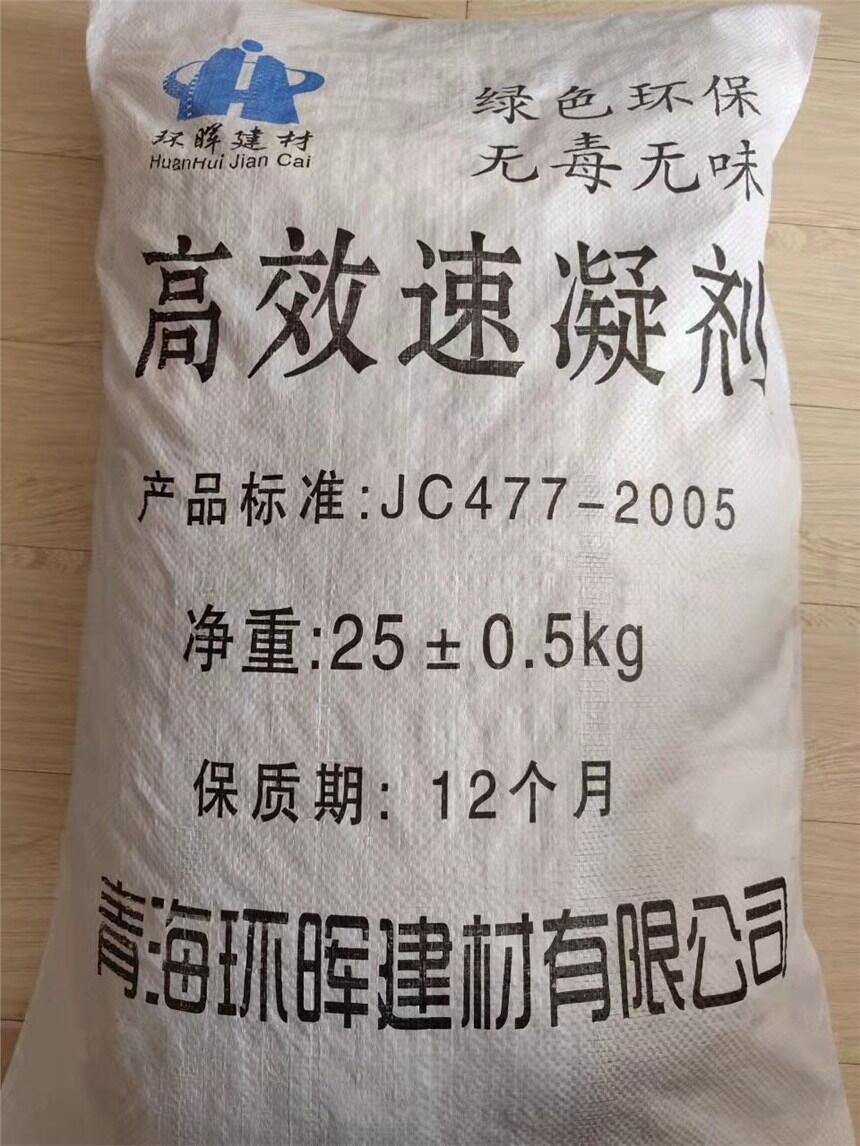 环晖建材
HuanHui Jian Cai
绿色环保
无毒无味
高效速凝剂
产品标准:JC477-2005
净重:25±0.5kg
保质期: 12个月
青海环晖建材有限公司